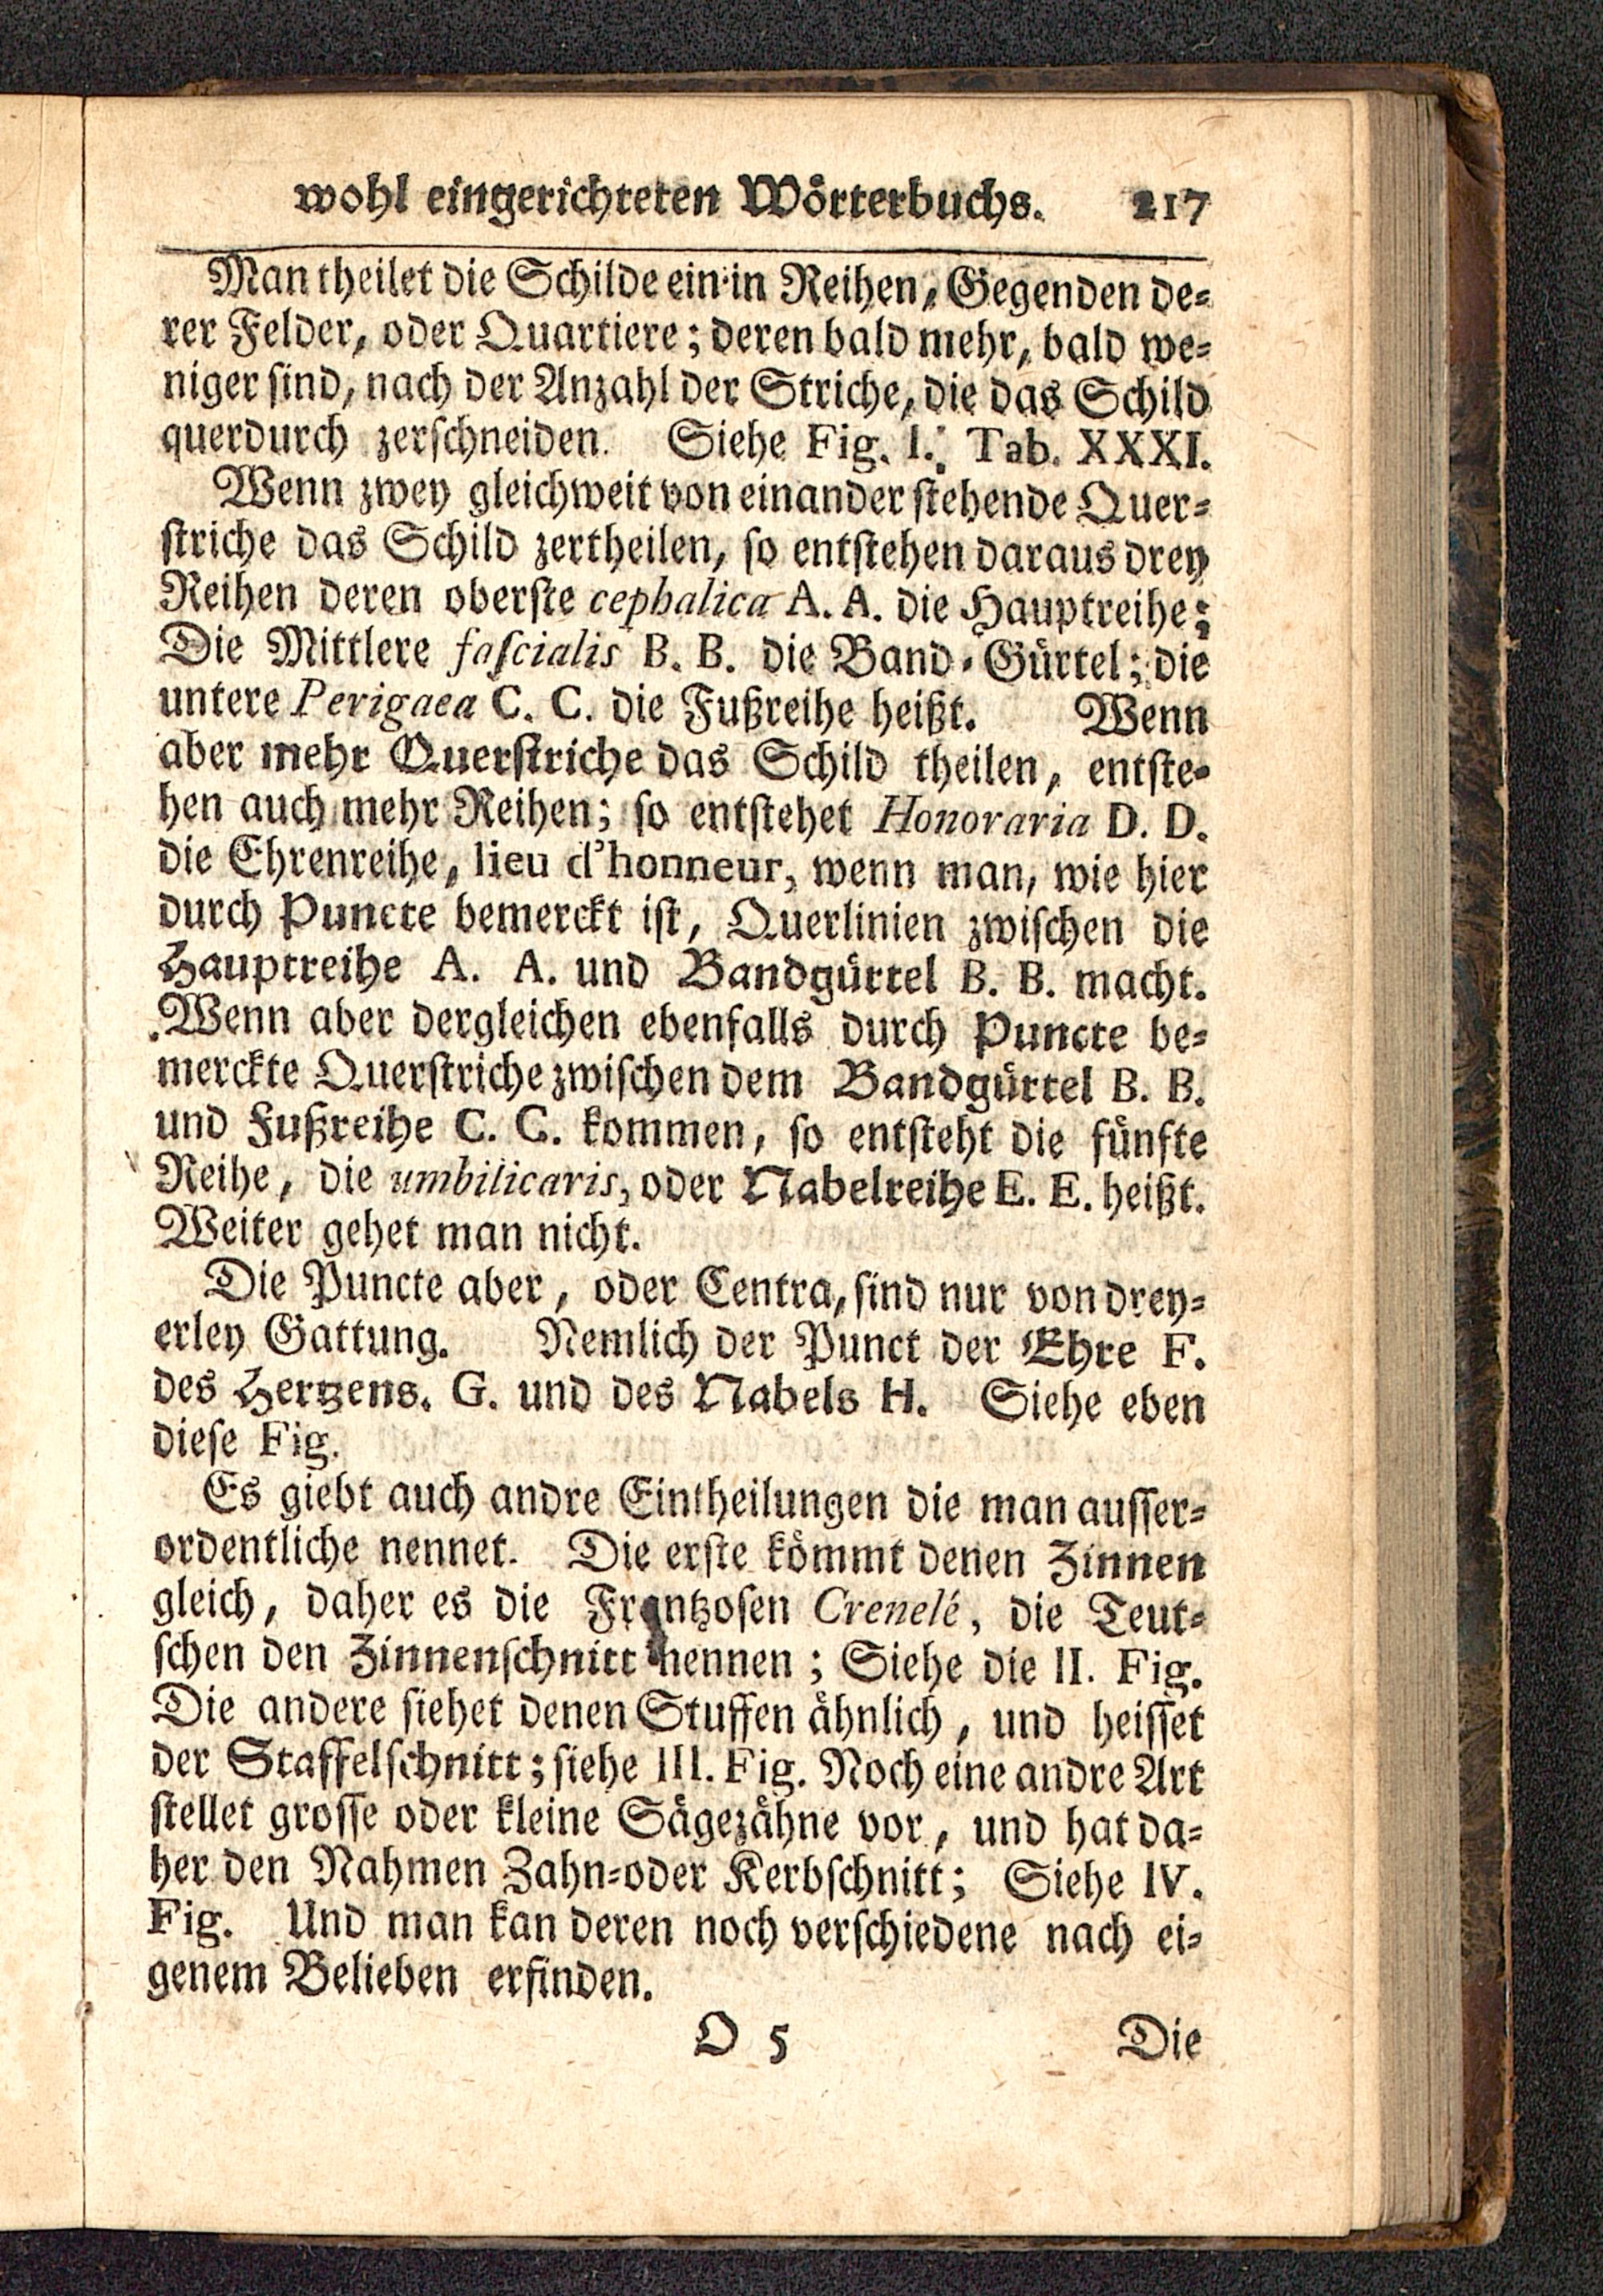 wohl eingerichteten Wörterbuchs. 217
Man theilet die Schilde ein in Reihen, Gegenden de-
rer Felder, oder Quartiere; deren bald mehr, bald we-
niger sind, nach der Anzahl der Striche, die das Schild
querdurch zerschneiden. Siehe Fig. I. Tab. XXXI.
Wenn zwey gleichweit von einander stehende Quer-
striche das Schild zertheilen, so entstehen daraus drey
Reihen deren oberste cephalica A. A. die Hauptreihe;
Die Mittlere fascialis B. B. die Band-Gürtel; die
untere Perigaea C. C. die Fußreihe heißt. Wenn
aber mehr Querstriche das Schild theilen, entste-
hen auch mehr Reihen; so entstehet Honoraria D. D.
die Ehrenreihe, lieu d'honneur, wenn man, wie hier
durch Puncte bemerckt ist, Querlinien zwischen die
Hauptreihe A. A. und Bandgürtel B. B. macht.
Wenn aber dergleichen ebenfalls durch Puncte be-
merckte Querstriche zwischen dem Bandgürtel B. B.
und Fußreihe C. C. kommen, so entsteht die fünfte
Reihe, die umbilicaris, oder Nabelreihe E. E. heißt.
Weiter gehet man nicht.
Die Puncte aber, oder Centra, sind nur von drey-
erley Gattung. Nemlich der Punct der Ehre F.
des Hertzens. G. und des Nabels H. Siehe eben
diese Fig.
Es giebt auch andre Eintheilungen die man ausser-
ordentliche nennet. Die erste kömmt denen Zinnen
gleich, daher es die Frantzosen Crenelé, die Teut-
schen den Zinnenschnitt nennen; Siehe die II. Fig.
Die andere siehet denen Stuffen ähnlich, und heisset
der Staffelschnitt; siehe III. Fig. Noch eine andre Art
stellet grosse oder kleine Sägezähne vor, und hat da-
her den Nahmen Zahn-oder Kerbschnitt; Siehe IV.
Fig. Und man kan deren noch verschiedene nach ei-
genem Belieben erfinden.
O 5 Die